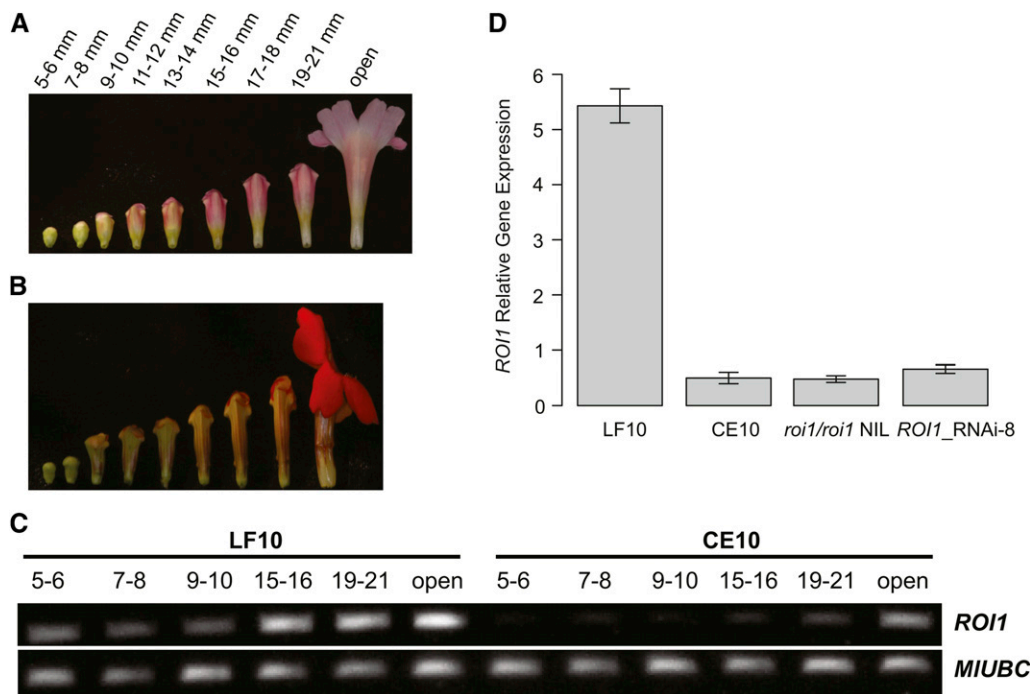 A
5-6 mm
7-8 mm
9-10 mm
11-12 mm
13-14 mm
15-16 mm
17-18 mm
19-21 mm
open
B
C
LF10
CE10
5-6 7-8 9-10 15-16 19-21 open 5-6 7-8 9-10 15-16 19-21 open
ROI1
MIUBC
D
ROI1 Relative Gene Expression
6
5
4
3
2
1
0
LF10 CE10 roi1/roi1 NIL ROI1_RNAi-8